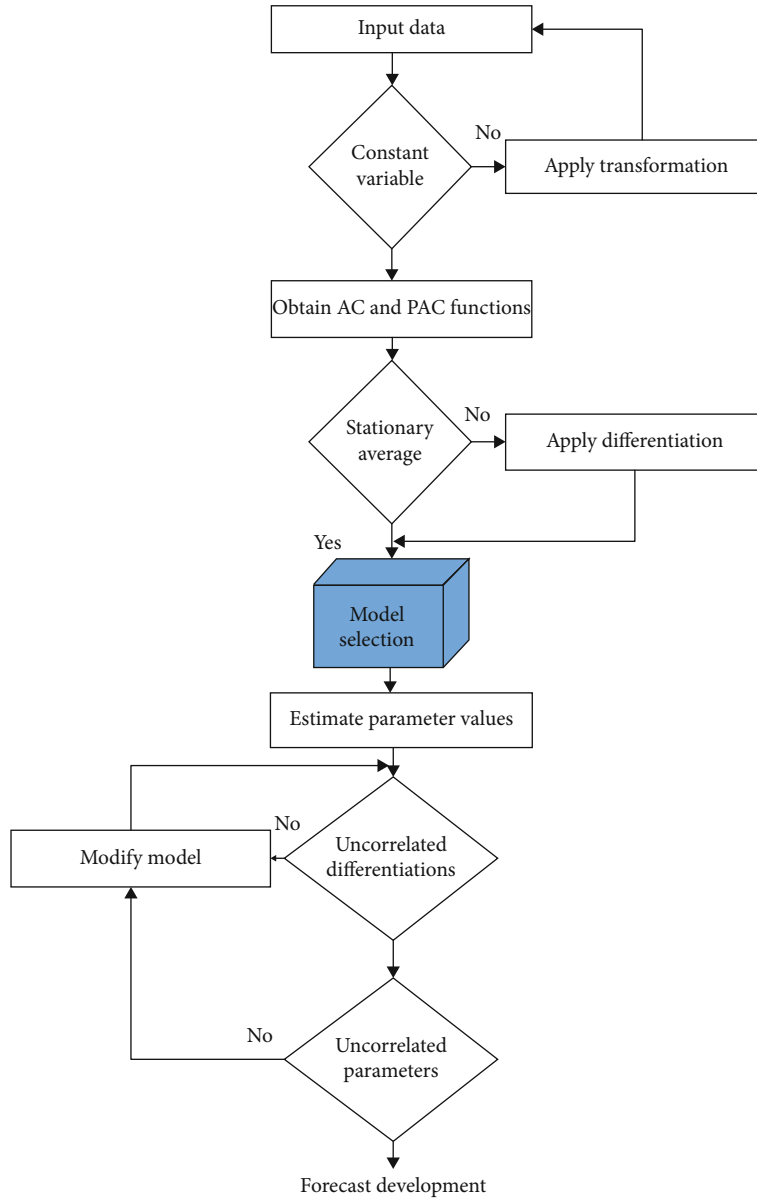 Input data
No
Constant
variable
Apply transformation
Obtain AC and PAC functions
No
Stationary
average
Apply differentiation
Yes
Model
selection
Estimate parameter values
No
Uncorrelated
differentiations
Modify model
No
Uncorrelated
parameters
Forecast development